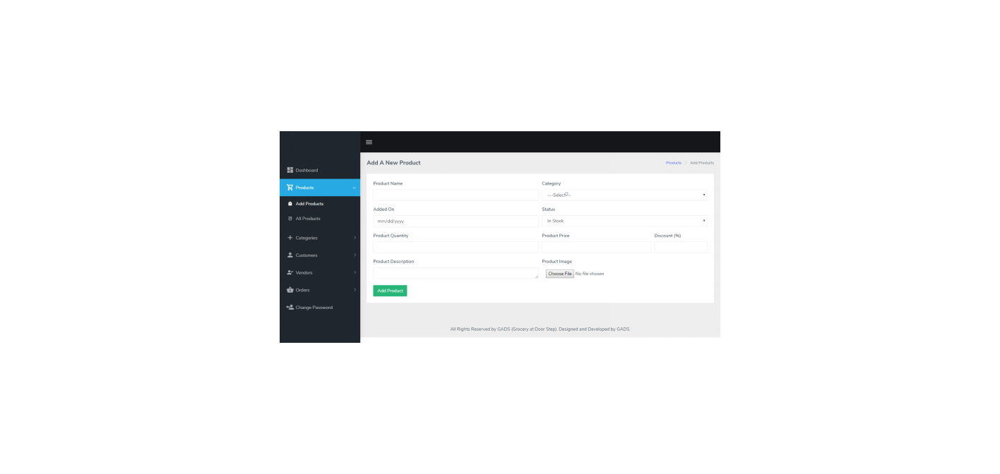 Add A New Product
Products > Add Products
Dashboard
Products
Add Products
All Products
Categories
Customers
Vendors
Orders
Change Password
Product Name
Category
---Select---
Added On
Status
mm/dd/yyyy
In Stock
Product Quantity
Product Price
Discount (%)
Product Description
Product Image
Choose File No file chosen
Add Product
All Rights Reserved by GADS (Grocery at Door Step). Designed and Developed by GADS.